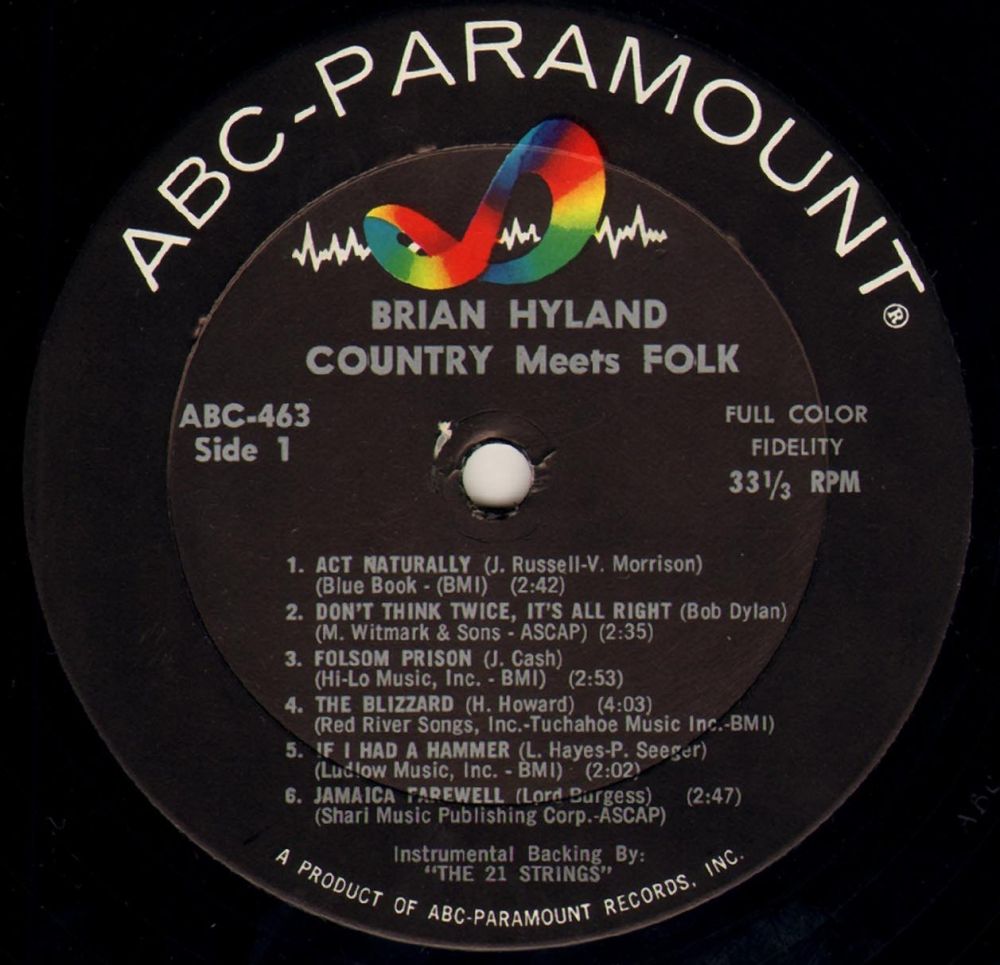 ABC-PARAMOUNT®
BRIAN HYLAND
COUNTRY Meets FOLK
ABC-463
Side 1
FULL COLOR
FIDELITY
33 1/3 RPM
1. ACT NATURALLY (J. Russell-V. Morrison)
(Blue Book - (BMI) (2:42)
2. DON'T THINK TWICE, IT'S ALL RIGHT (Bob Dylan)
(M. Witmark & Sons - ASCAP) (2:35)
3. FOLSOM PRISON (J. Cash)
(Hi-Lo Music, Inc. - BMI) (2:53)
4. THE BLIZZARD (H. Howard) (4:03)
(Red River Songs, Inc.-Tuchahoe Music Inc.-BMI)
5. IF I HAD A HAMMER (L. Hayes-P. Seeger)
(Ludlow Music, Inc. - BMI) (2:02)
6. JAMAICA FAREWELL (Lord Burgess) (2:47)
(Shari Music Publishing Corp.-ASCAP)
Instrumental Backing By:
"THE 21 STRINGS"
A PRODUCT OF ABC-PARAMOUNT RECORDS, INC.